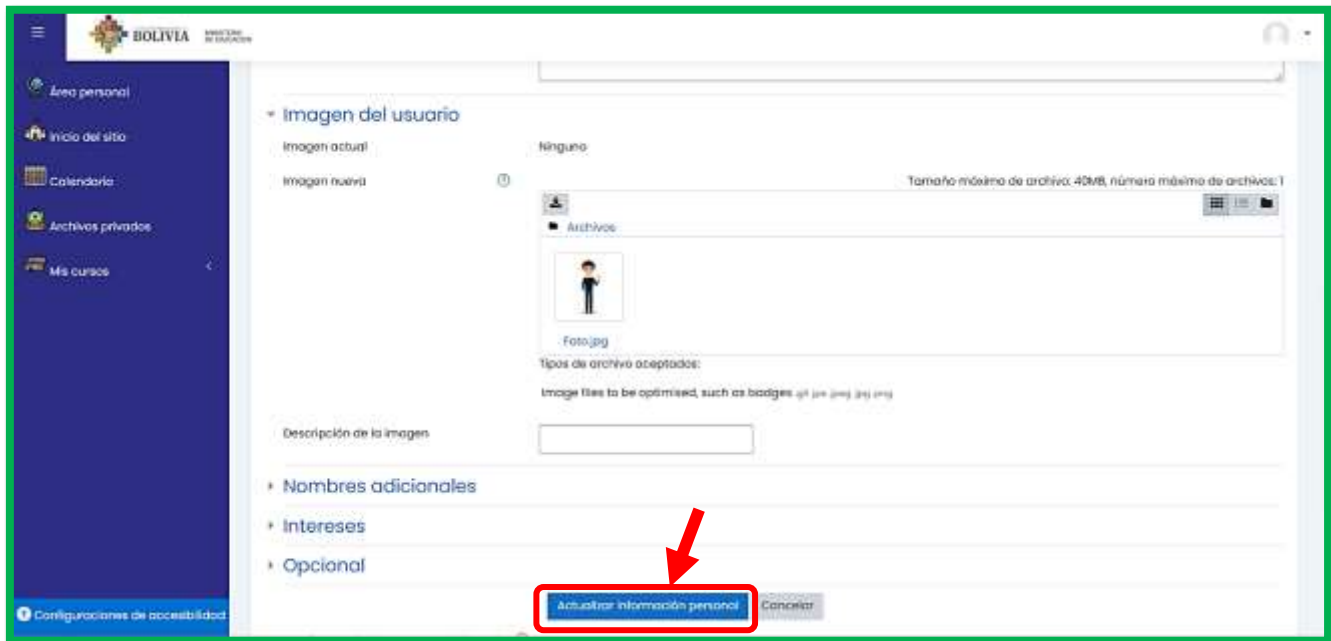 BOLIVIA
Área personal
Inicio del sitio
Calendario
Archivos privados
Mis cursos
Configuraciones de accesibilidad
Imagen del usuario
Imagen actual
Ninguno
Imagen nueva
Tamaño máximo de archivo: 40MB, número máximo de archivos: 1
Archivos
Foto.jpg
Tipos de archivo aceptados:
Image files to be optimised, such as badges
Descripción de la imagen
Nombres adicionales
Intereses
Opcional
Actualizar información personal
Cancelar